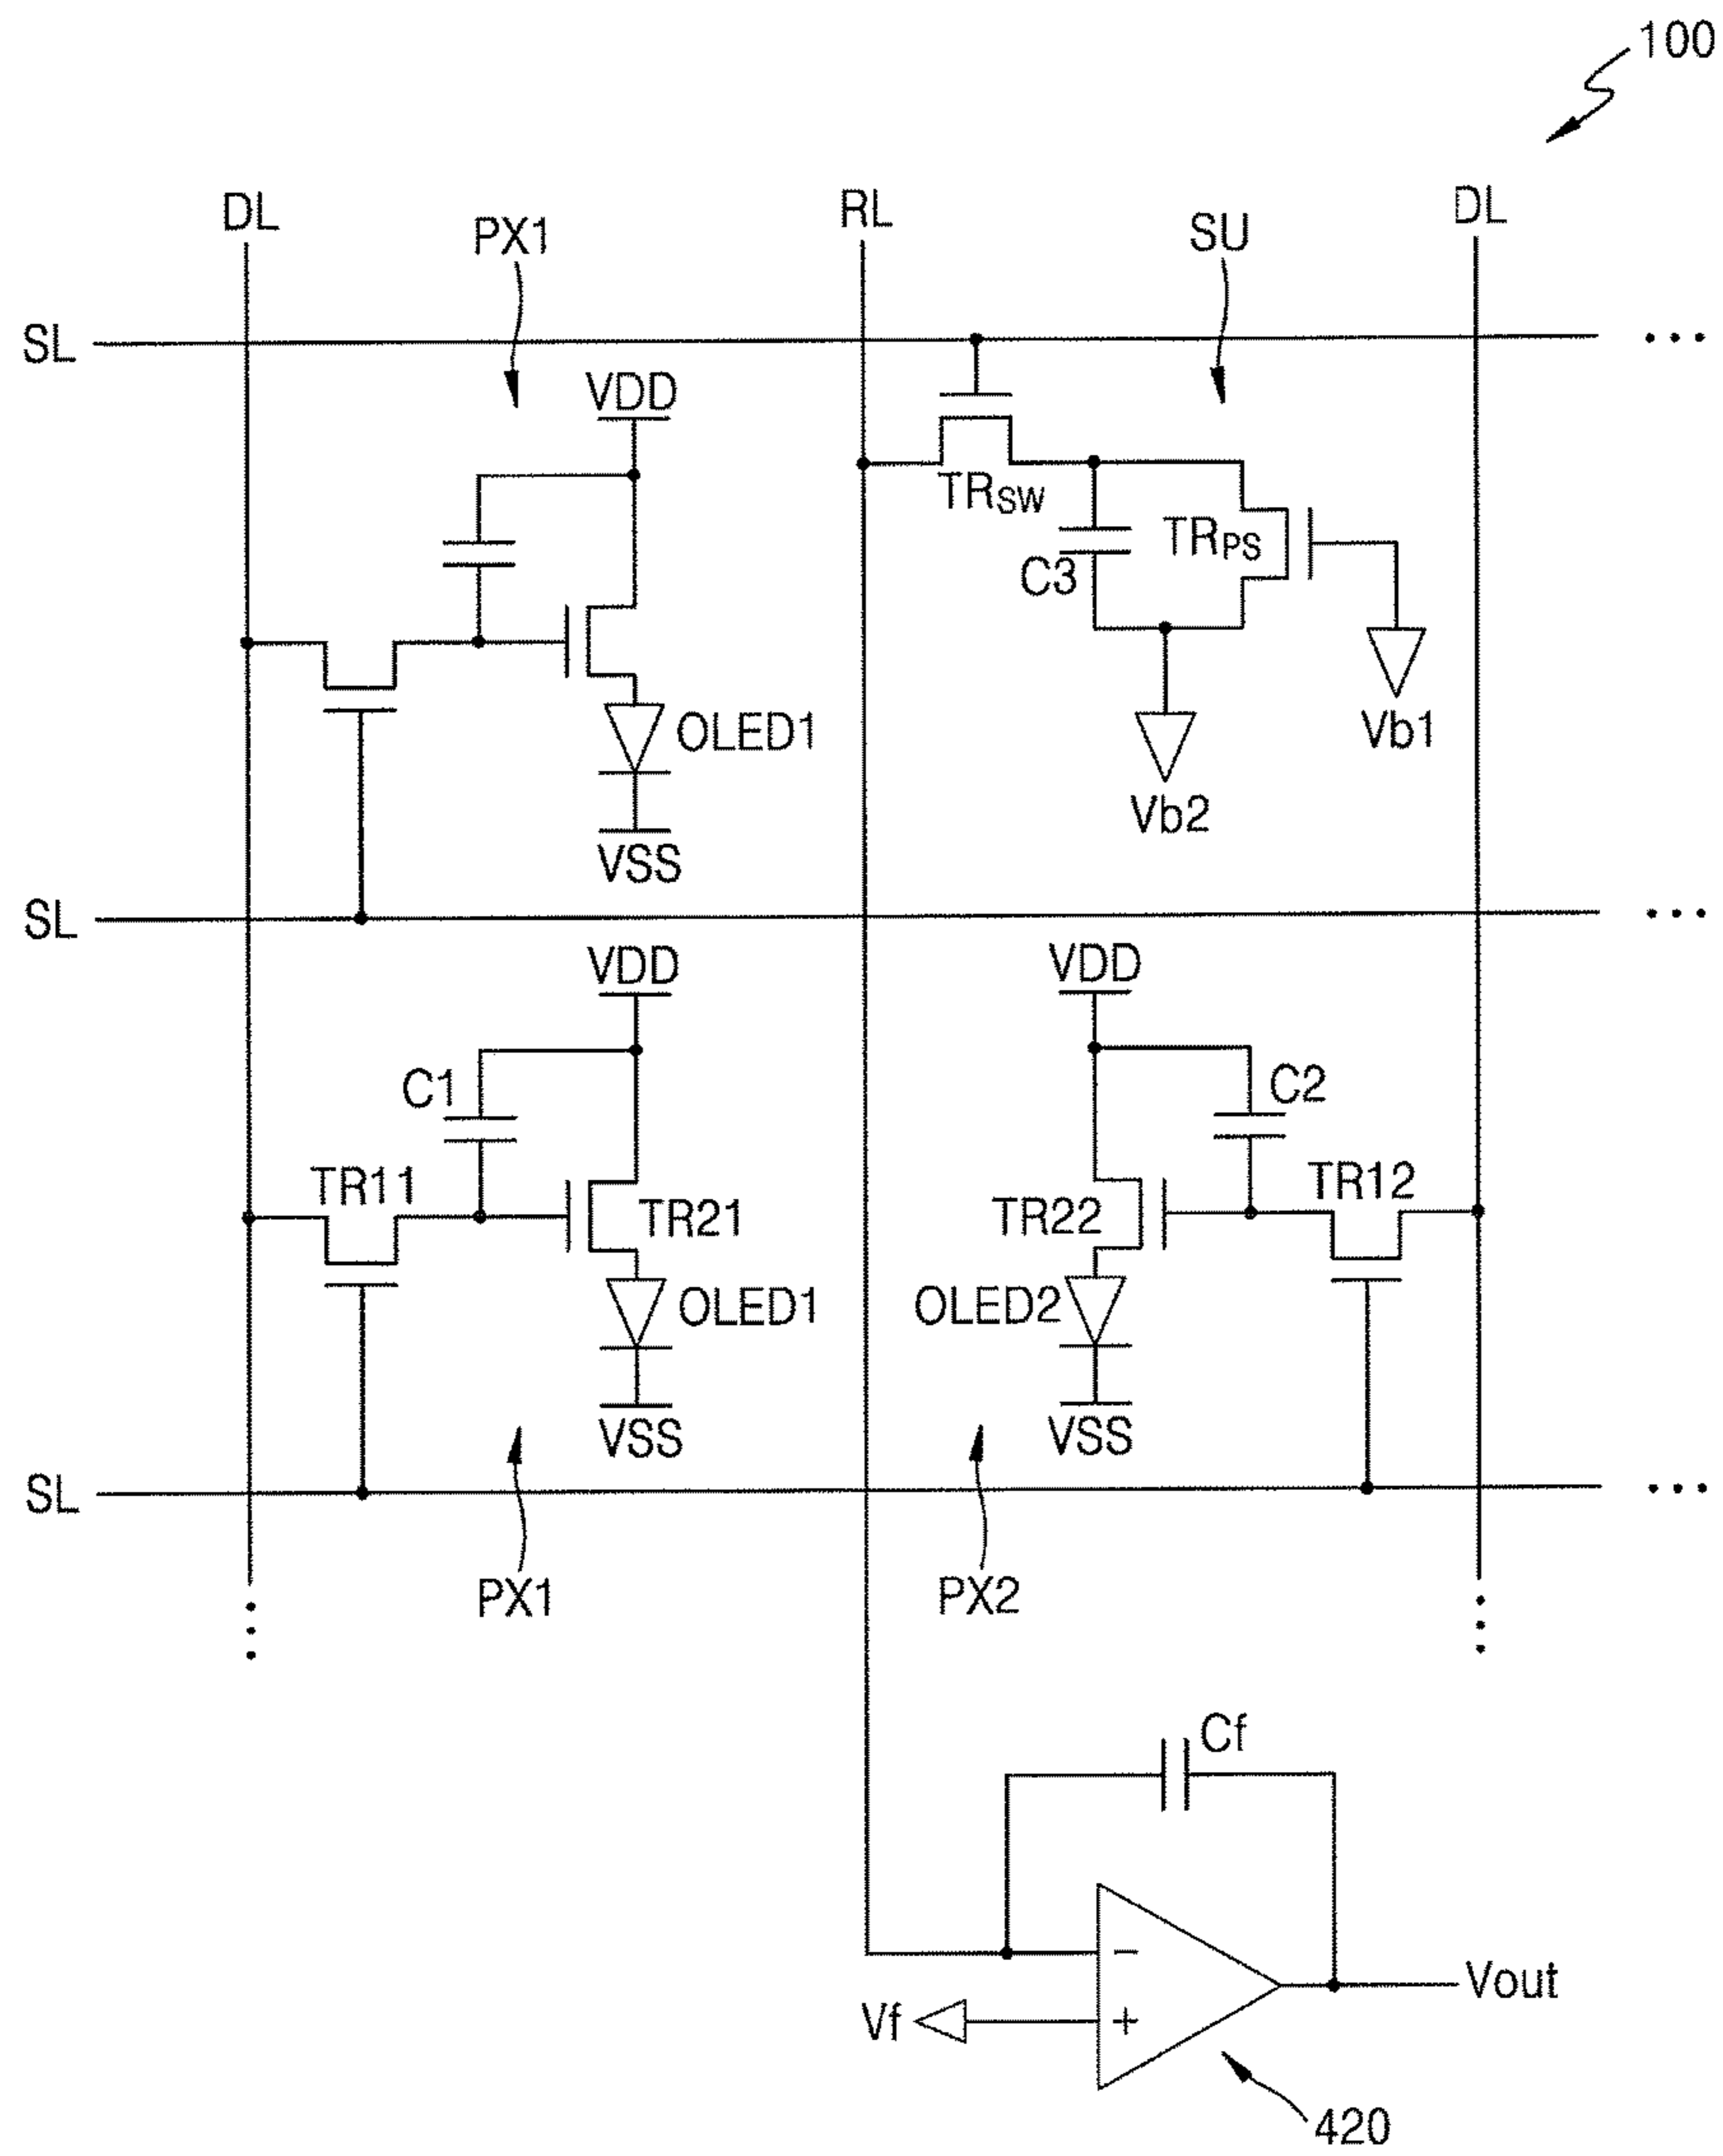 100
DL
PX1
RL
SU
DL
SL
...
VDD
TRSW
C3
TRPS
OLED1
Vb1
Vb2
VSS
SL
...
VDD
VDD
C1
C2
TR11
TR21
TR22
TR12
OLED1
OLED2
VSS
VSS
SL
...
PX1
PX2
Cf
−
Vout
Vf
+
420